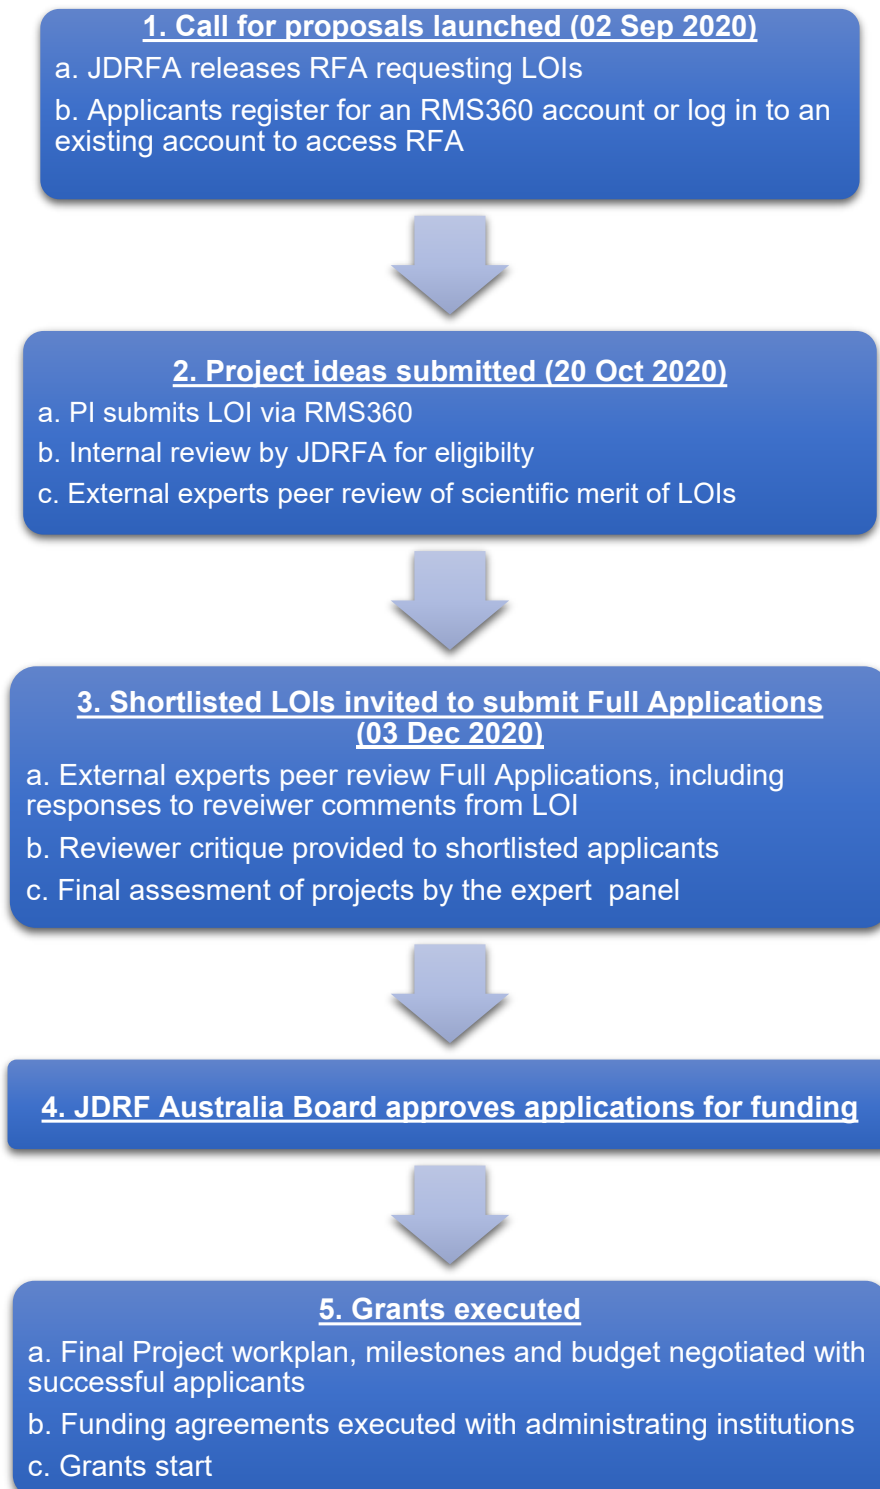 1. Call for proposals launched (02 Sep 2020)
a. JDRFA releases RFA requesting LOIs
b. Applicants register for an RMS360 account or log in to an
existing account to access RFA
2. Project ideas submitted (20 Oct 2020)
a. PI submits LOI via RMS360
b. Internal review by JDRFA for eligibilty
c. External experts peer review of scientific merit of LOIs
3. Shortlisted LOIs invited to submit Full Applications
(03 Dec 2020)
a. External experts peer review Full Applications, including
responses to reveiwer comments from LOI
b. Reviewer critique provided to shortlisted applicants
c. Final assesment of projects by the expert  panel
4. JDRF Australia Board approves applications for funding
5. Grants executed
a. Final Project workplan, milestones and budget negotiated with
successful applicants
b. Funding agreements executed with administrating institutions
c. Grants start